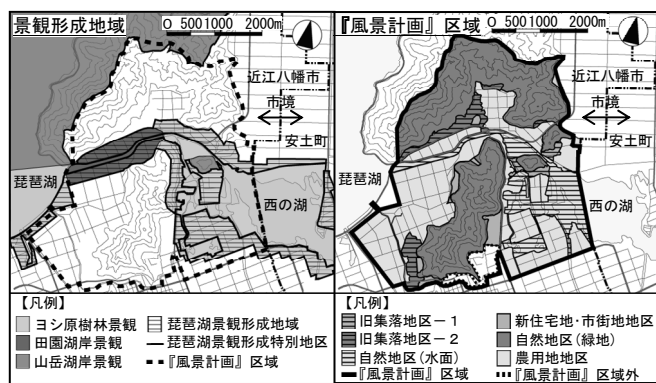 景観形成地域
0 500 1000 2000m
近江八幡市
市境
安土町
琵琶湖
西の湖
【凡例】
ヨシ原樹林景観
田園湖岸景観
山岳湖岸景観
琵琶湖景観形成地域
琵琶湖景観形成特別地区
『風景計画』区域
『風景計画』区域
0 500 1000 2000m
近江八幡市
市境
安土町
琵琶湖
西の湖
【凡例】
旧集落地区－1
旧集落地区－2
自然地区(水面)
『風景計画』区域
新住宅地・市街地地区
自然地区(緑地)
農用地地区
『風景計画』区域外